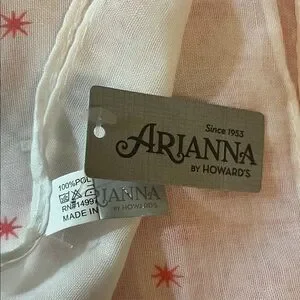 Since 1953
ARIANNA
BY HOWARD'S
100%POL
MADE IN
ARIANNA
BY HOWARD'S